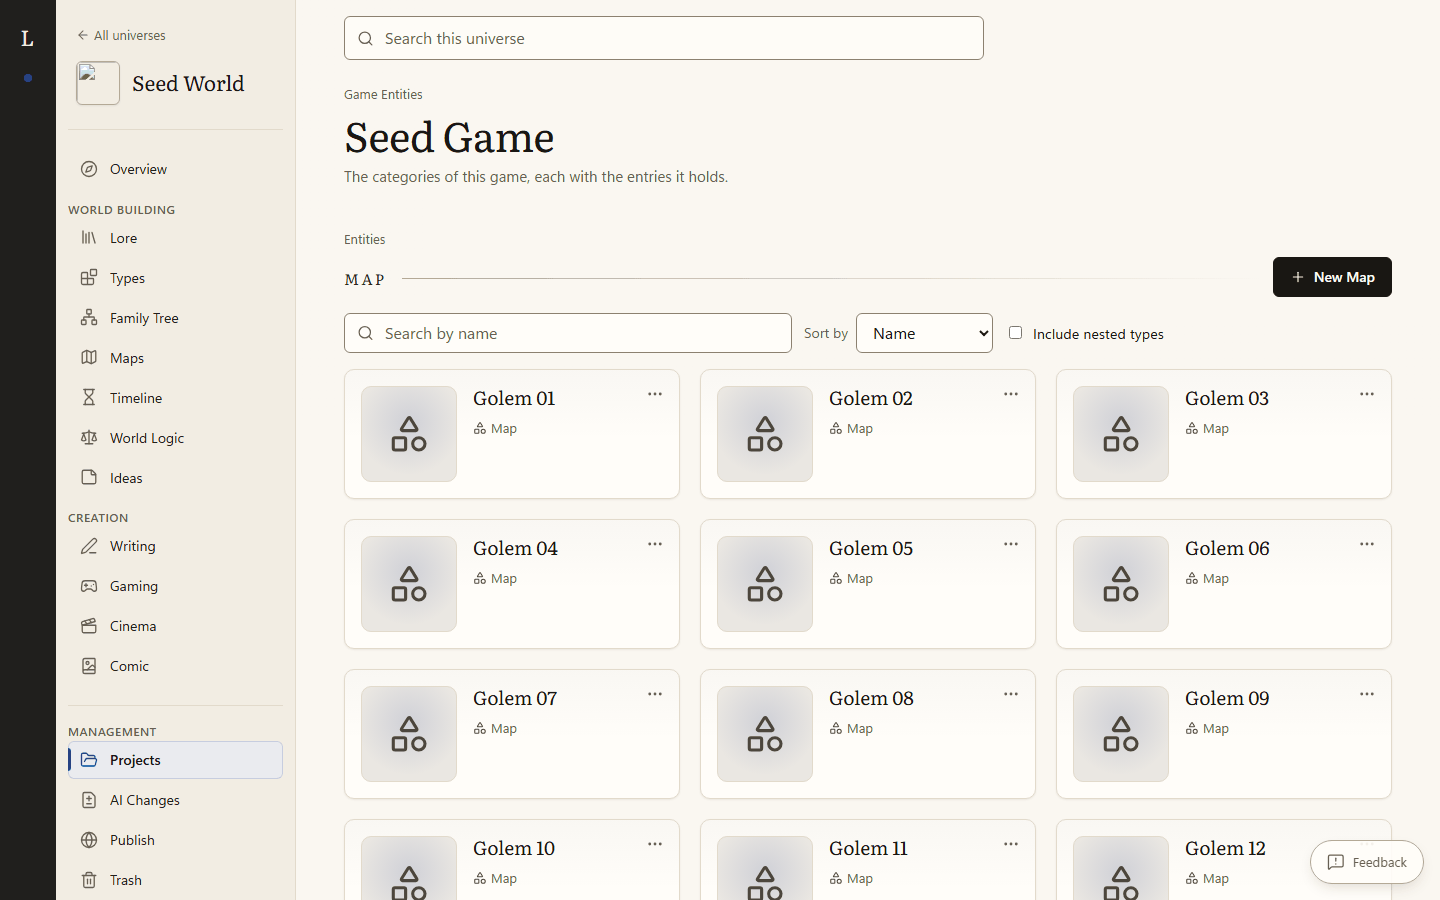 L
All universes
Seed World
Overview
WORLD BUILDING
Lore
Types
Family Tree
Maps
Timeline
World Logic
Ideas
CREATION
Writing
Gaming
Cinema
Comic
MANAGEMENT
Projects
AI Changes
Publish
Trash
Search this universe
Game Entities
Seed Game
The categories of this game, each with the entries it holds.
Entities
MAP
New Map
Search by name
Sort by
Name
Include nested types
Golem 01
Map
Golem 02
Map
Golem 03
Map
Golem 04
Map
Golem 05
Map
Golem 06
Map
Golem 07
Map
Golem 08
Map
Golem 09
Map
Golem 10
Map
Golem 11
Map
Golem 12
Map
Feedback